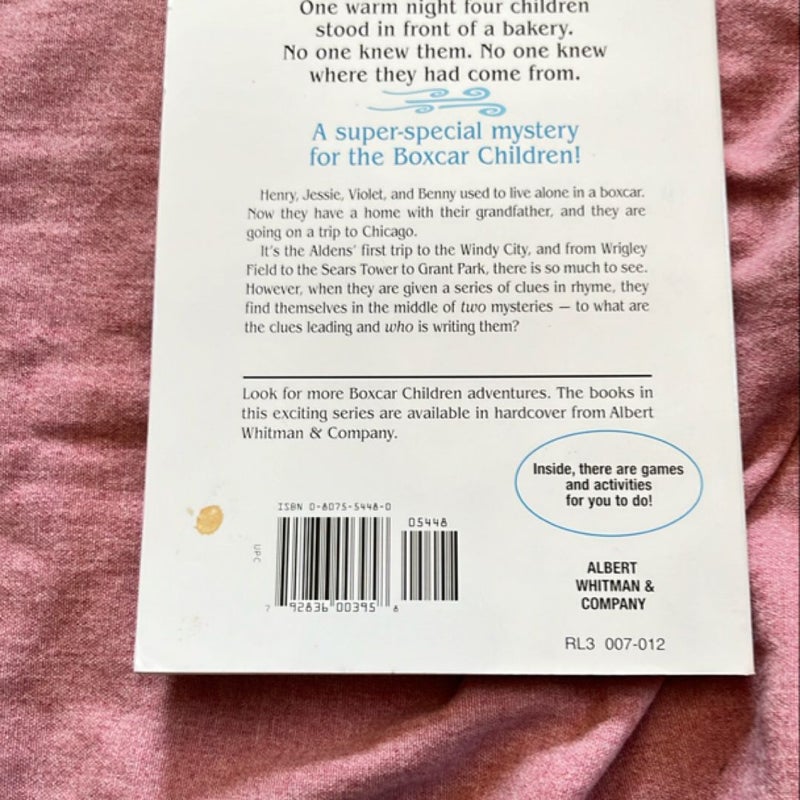 One warm night four children
stood in front of a bakery.
No one knew them. No one knew
where they had come from.
A super-special mystery
for the Boxcar Children!
Henry, Jessie, Violet, and Benny used to live alone in a boxcar.
Now they have a home with their grandfather, and they are
going on a trip to Chicago.
It's the Aldens' first trip to the Windy City, and from Wrigley
Field to the Sears Tower to Grant Park, there is so much to see.
However, when they are given a series of clues in rhyme, they
find themselves in the middle of two mysteries — to what are
the clues leading and who is writing them?
Look for more Boxcar Children adventures. The books in
this exciting series are available in hardcover from Albert
Whitman & Company.
Inside, there are games
and activities
for you to do!
ISBN 0-8075-5448-0
05448
UPC
7 92836 00395 8
ALBERT
WHITMAN &
COMPANY
RL3 007-012